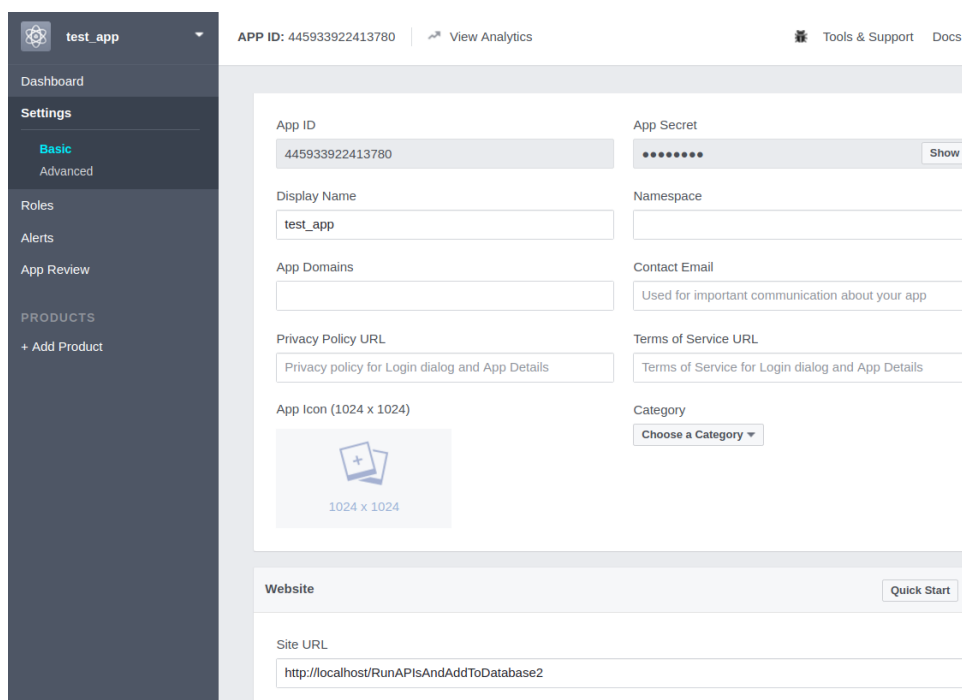 test_app
APP ID: 445933922413780
View Analytics
Tools & Support
Docs
Dashboard
Settings
Basic
Advanced
Roles
Alerts
App Review
PRODUCTS
+ Add Product
App ID
App Secret
445933922413780
●●●●●●●●
Show
Display Name
Namespace
test_app
App Domains
Contact Email
Used for important communication about your app
Privacy Policy URL
Terms of Service URL
Privacy policy for Login dialog and App Details
Terms of Service for Login dialog and App Details
App Icon (1024 x 1024)
Category
Choose a Category
1024 x 1024
Website
Quick Start
Site URL
http://localhost/RunAPIsAndAddToDatabase2